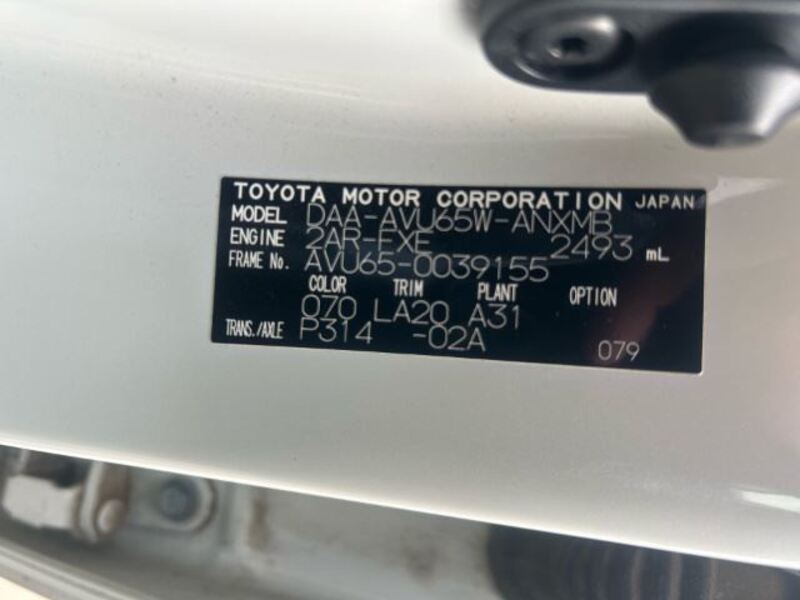 TOYOTA MOTOR CORPORATION JAPAN
MODEL DAA-AVU65W-ANXMB
ENGINE 2AR-FXE 2493 mL
FRAME No. AVU65-0039155
COLOR TRIM PLANT OPTION
070 LA20 A31
TRANS./AXLE P314 -02A 079